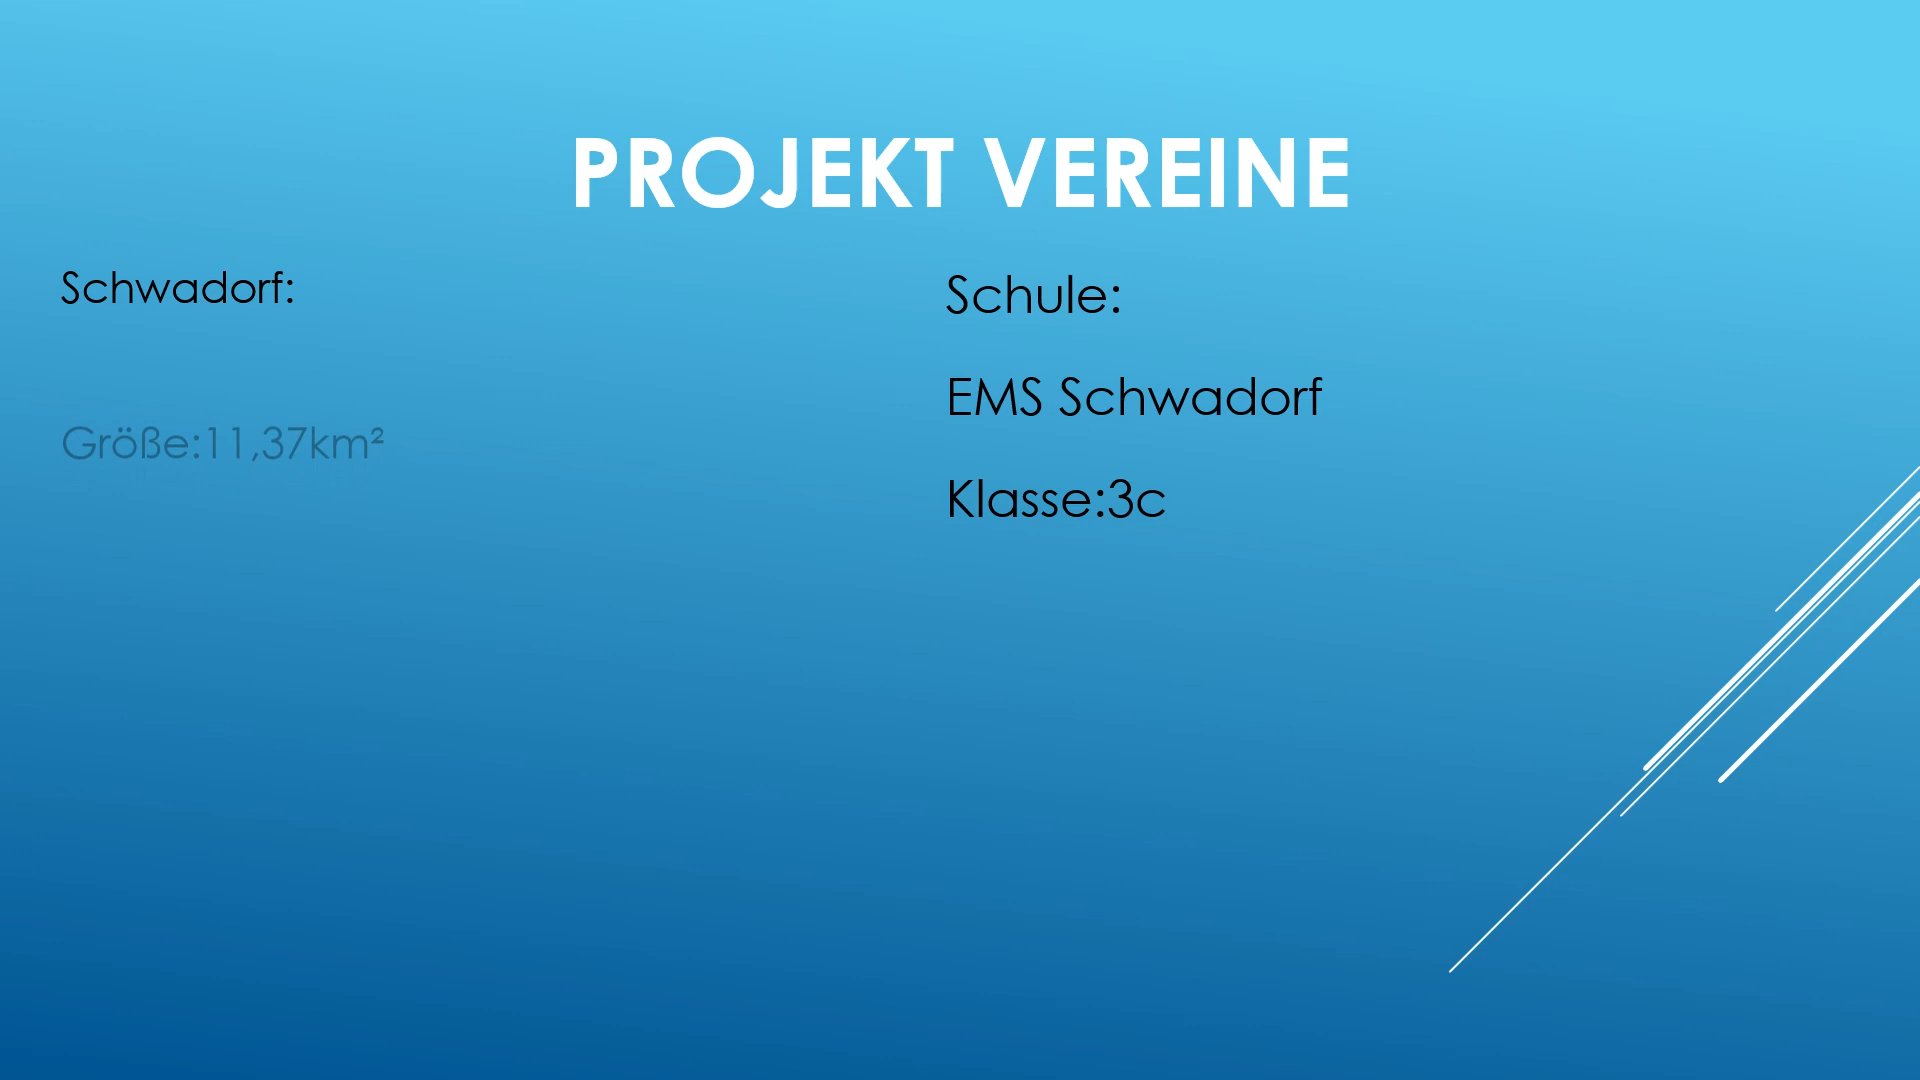 PROJEKT VEREINE
Schwadorf:
Größe:11,37km²
Schule:
EMS Schwadorf
Klasse:3c